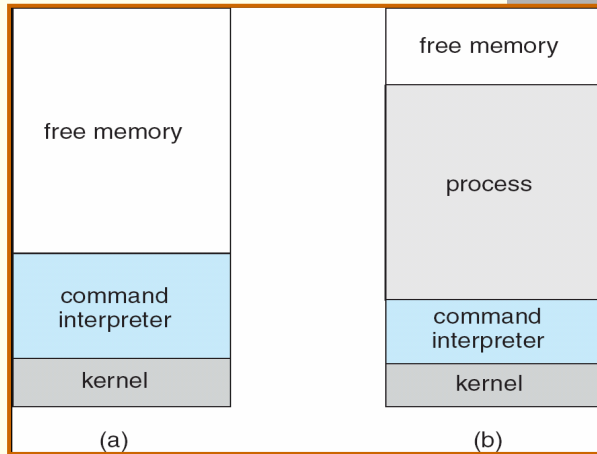 free memory
command
interpreter
kernel
(a)
free memory
process
command
interpreter
kernel
(b)